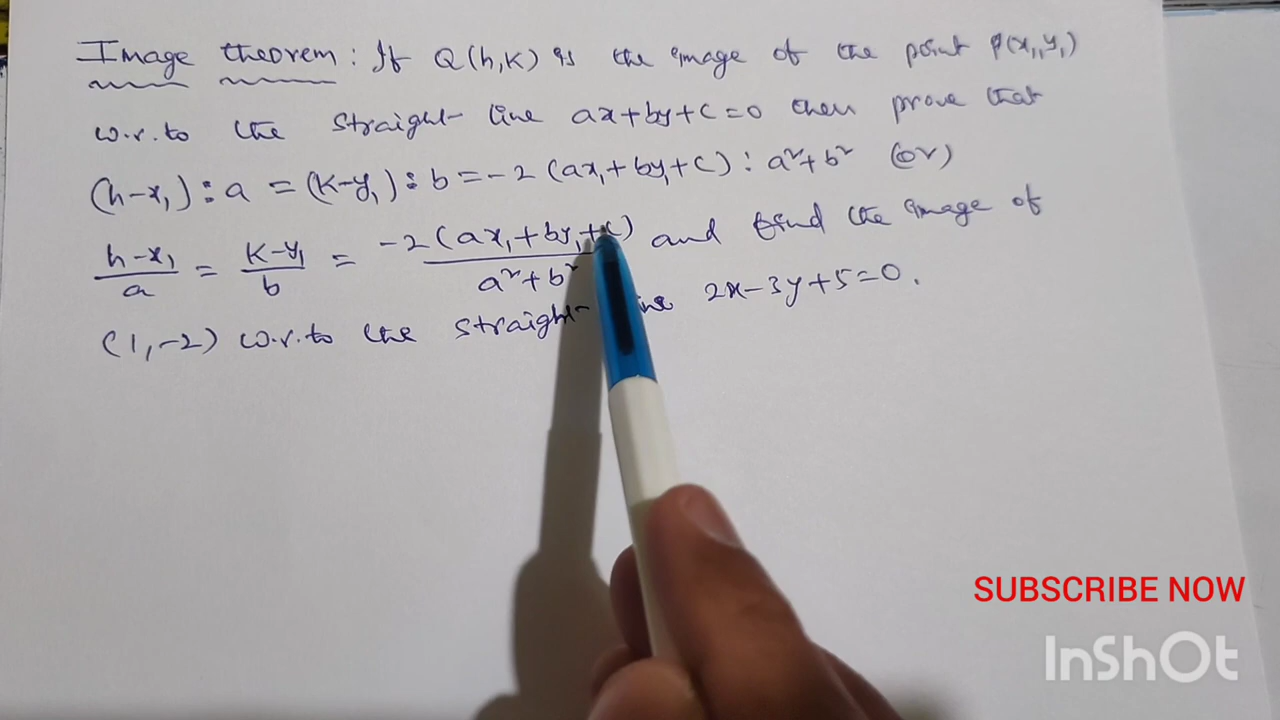 Image theorem : If Q(h,k) is the image of the point P(x₁,y₁)
w.r.to the straight line ax+by+c=0 then prove that
(h-x₁) : a = (k-y₁) : b = -2 (ax₁+by₁+c) : a²+b² (or)
h-x₁/a = k-y₁/b = -2(ax₁+by₁+c)/a²+b² and find the image of
(1,-2) w.r.to the straight line 2x-3y+5=0.
SUBSCRIBE NOW
InShOt